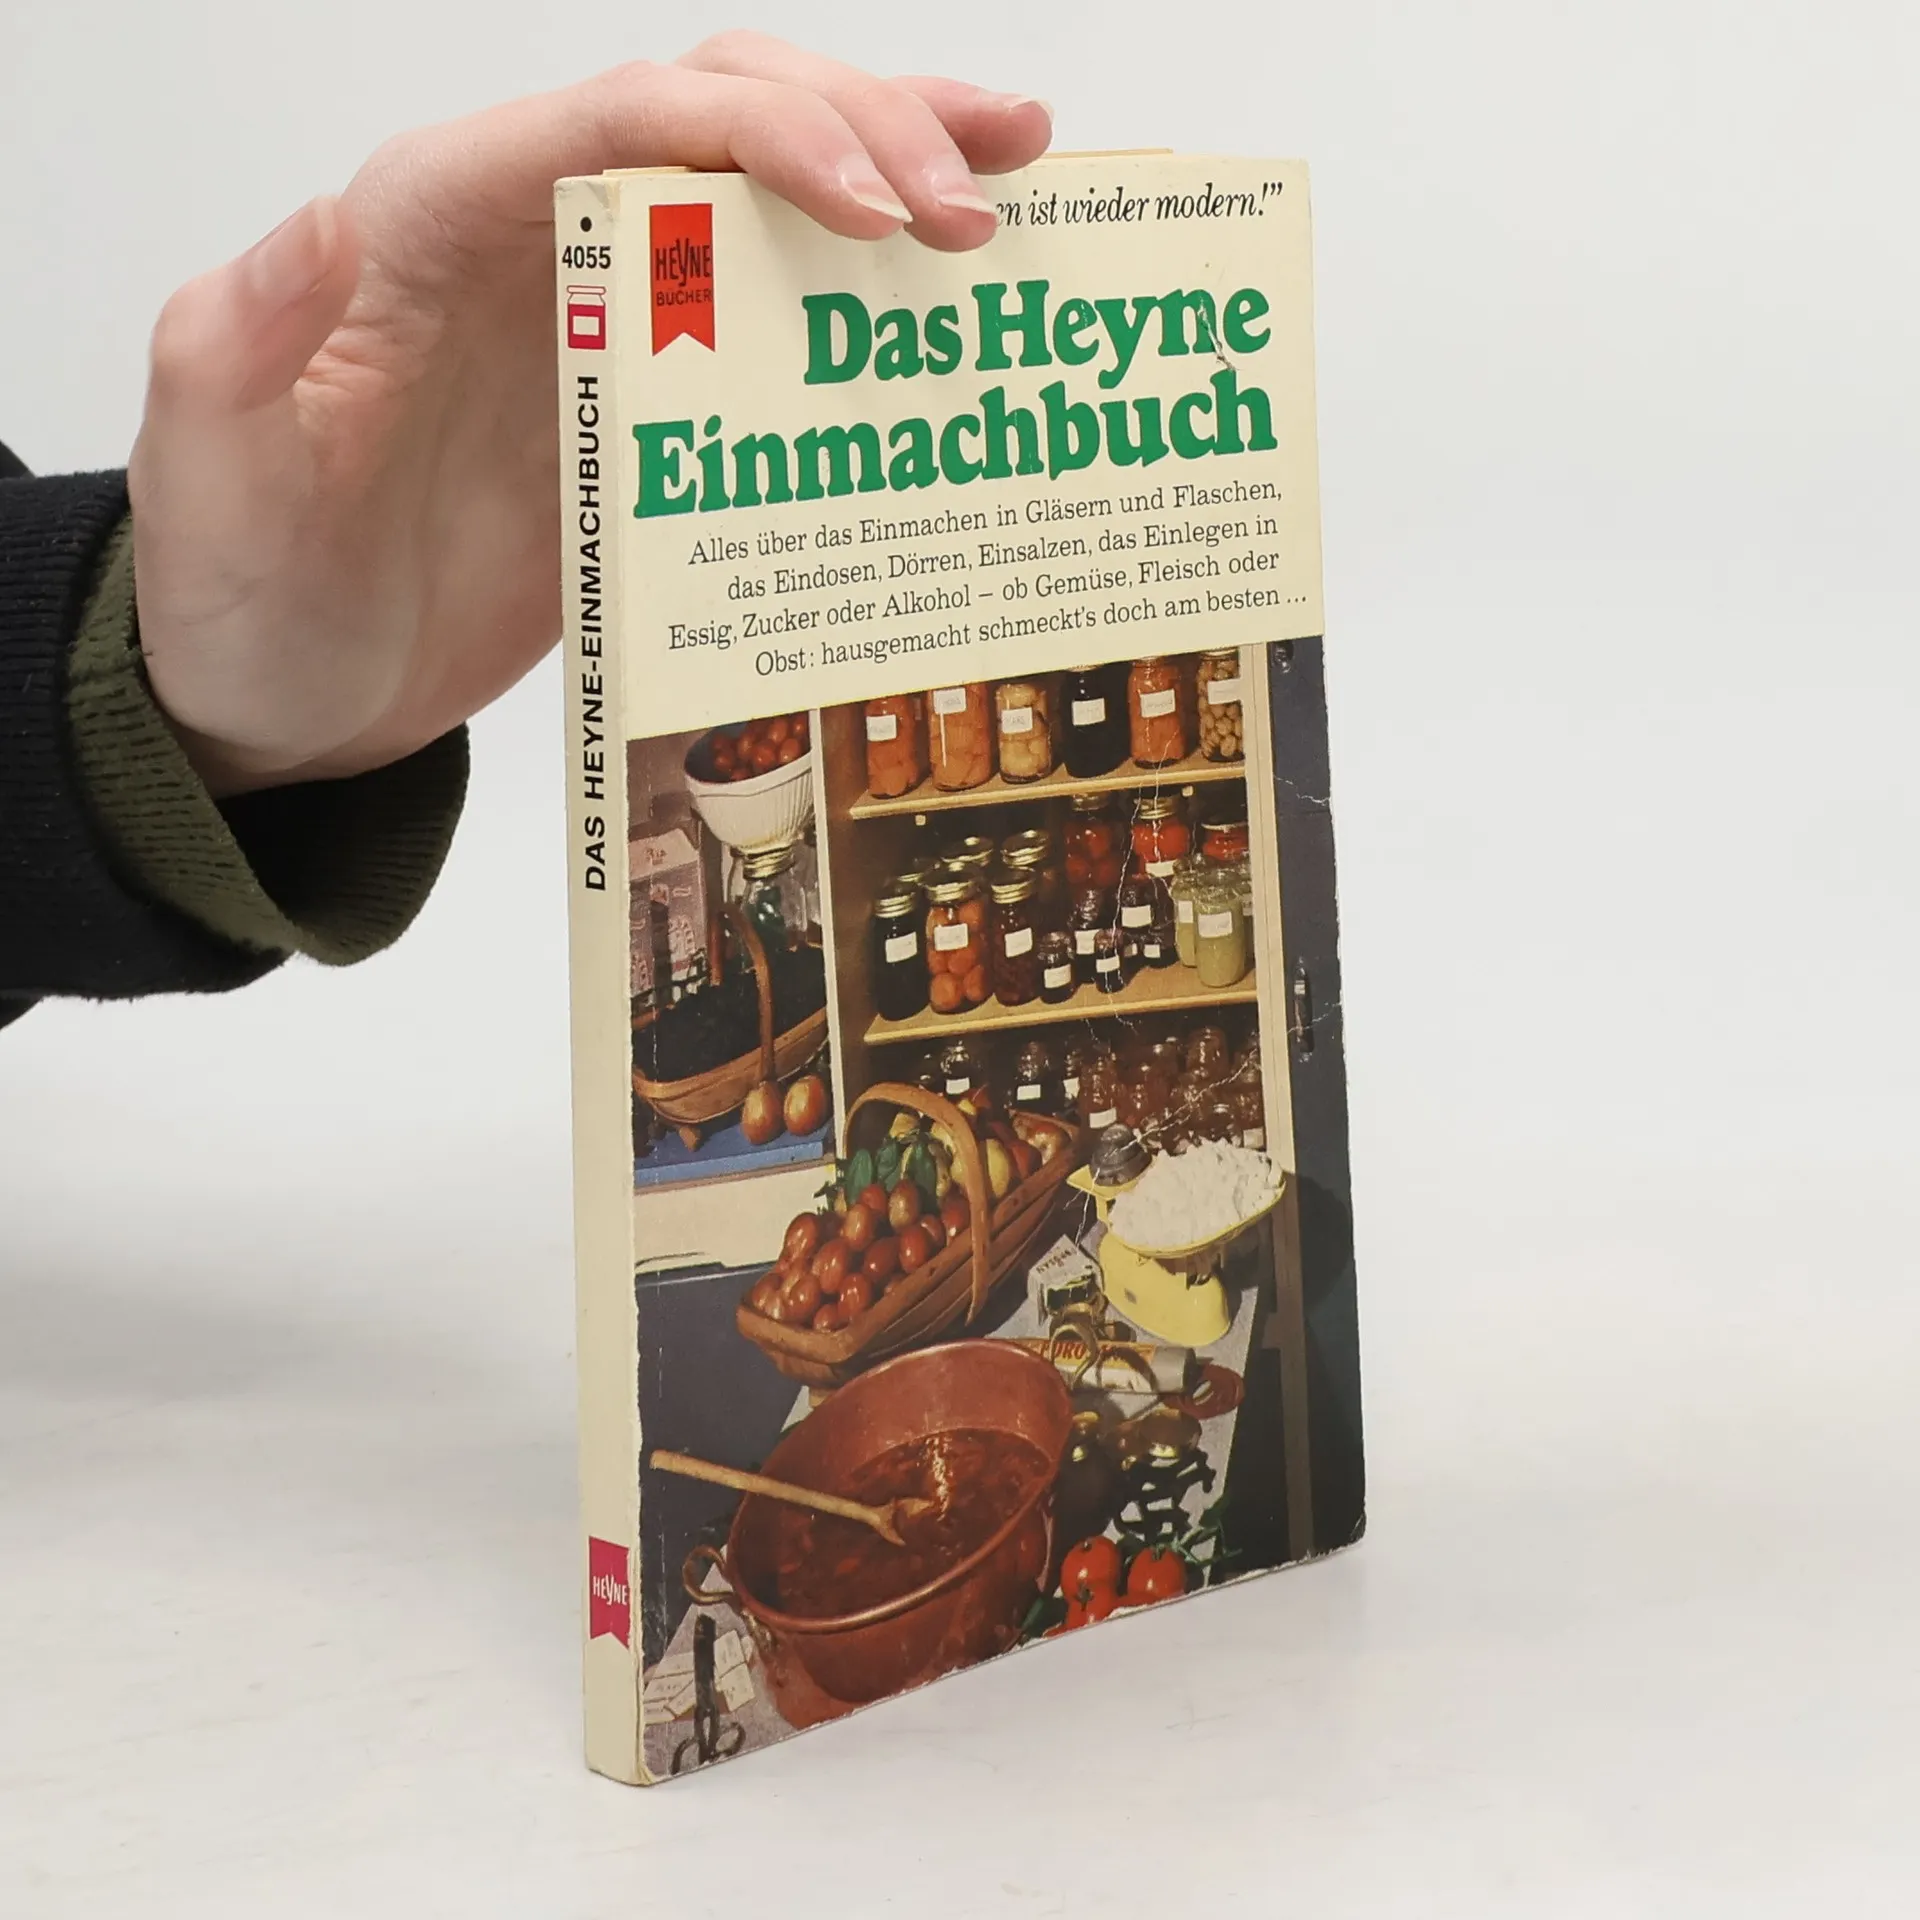 4055
DAS HEYNE-EINMACHBUCH
HEYNE
HEYNE
BÜCHER
ist wieder modern!”
Das Heyne
Einmachbuch
Alles über das Einmachen in Gläsern und Flaschen,
das Eindosen, Dörren, Einsalzen, das Einlegen in
Essig, Zucker oder Alkohol – ob Gemüse, Fleisch oder
Obst: hausgemacht schmeckt's doch am besten ...